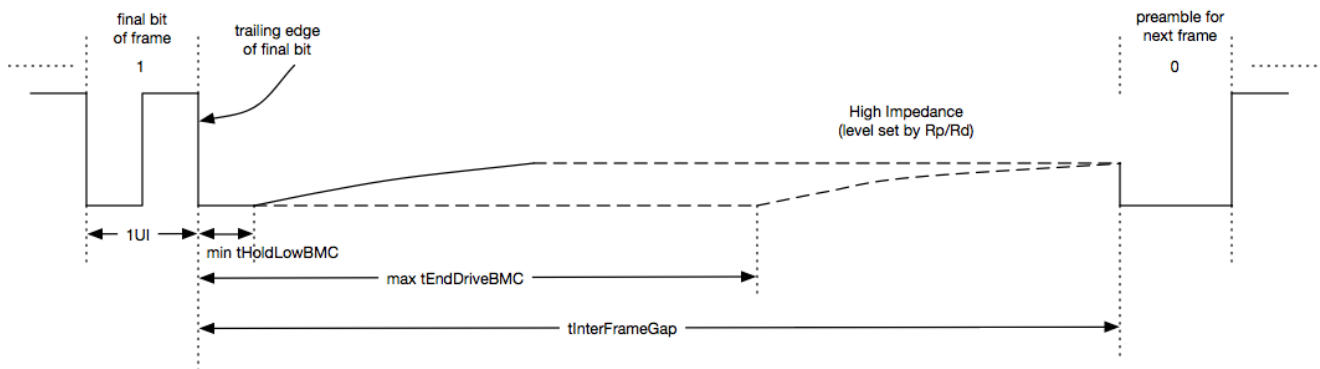 final bit
of frame
1
trailing edge
of final bit
preamble for
next frame
0
High Impedance
(level set by Rp/Rd)
1UI
min tHoldLowBMC
max tEndDriveBMC
tInterFrameGap